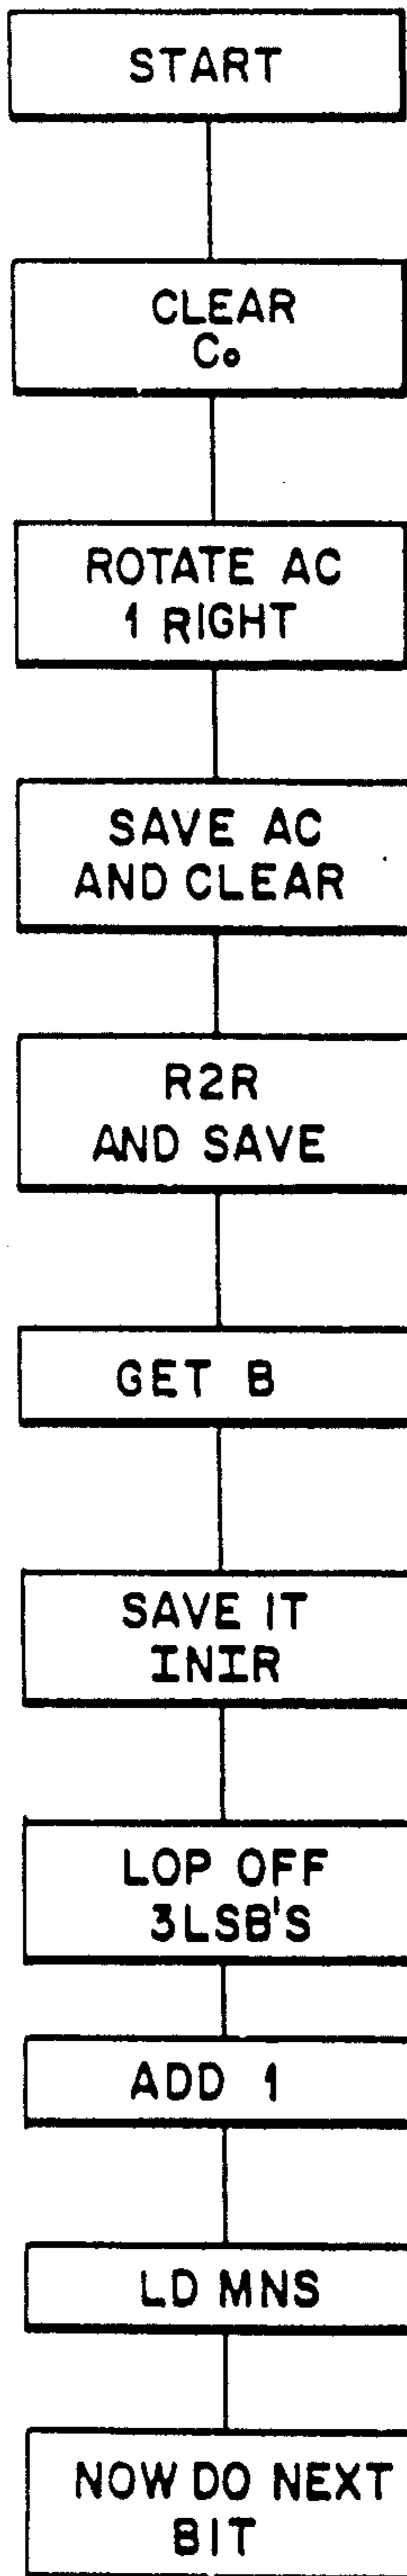 START
CLEAR
Co
ROTATE AC
1 RIGHT
SAVE AC
AND CLEAR
R2R
AND SAVE
GET B
SAVE IT
INIR
LOP OFF
3LSB'S
ADD 1
LD MNS
NOW DO NEXT
BIT